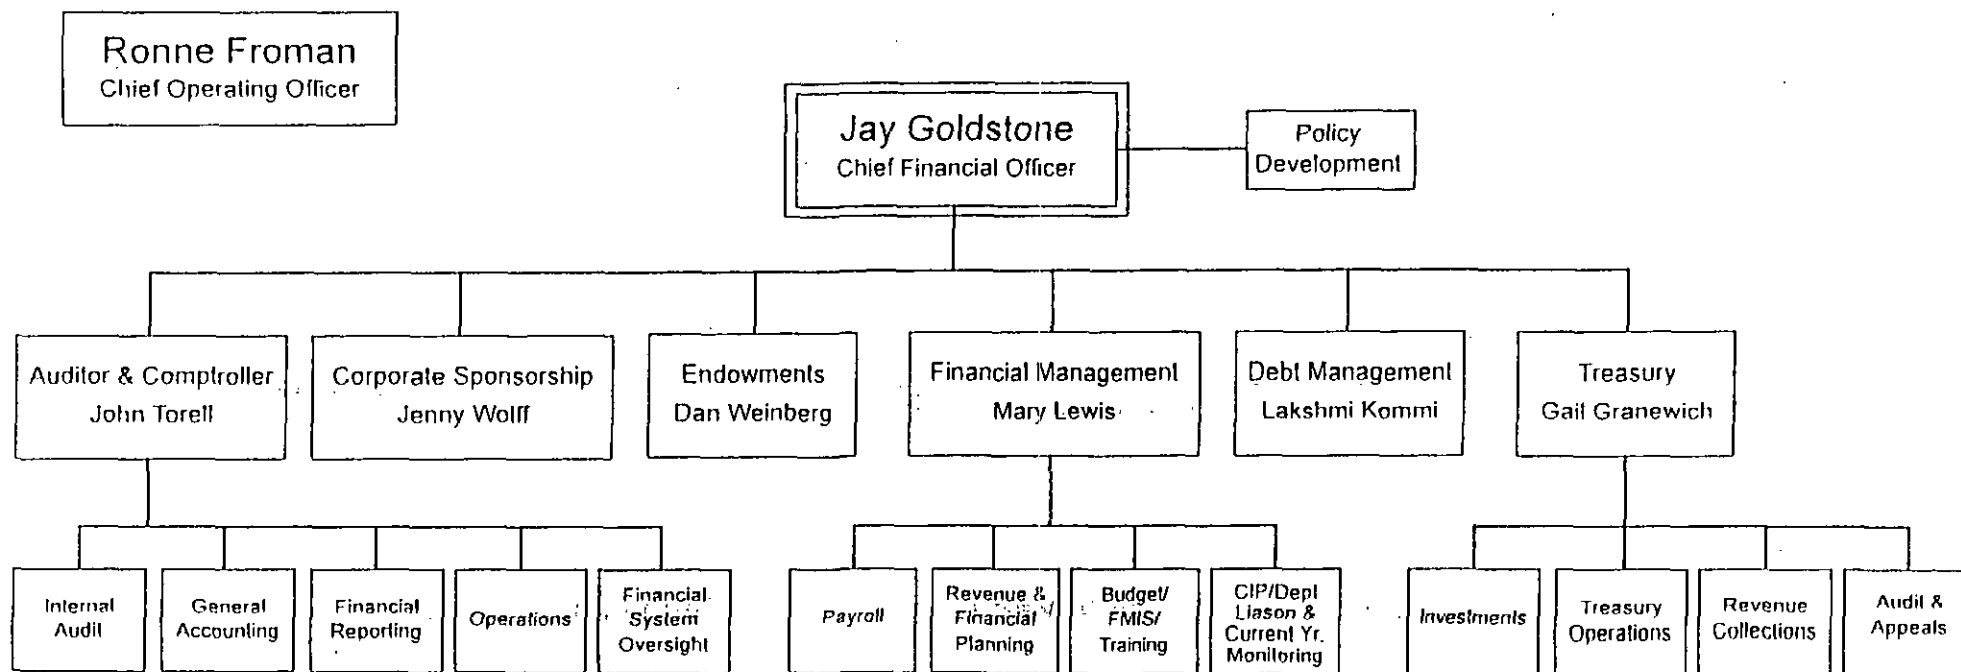 Ronne Froman
Chief Operating Officer
Jay Goldstone
Chief Financial Officer
Policy
Development
Auditor & Comptroller
John Torell
Corporate Sponsorship
Jenny Wolff
Endowments
Dan Weinberg
Financial Management
Mary Lewis
Debt Management
Lakshmi Kommi
Treasury
Gail Granewich
Internal
Audit
General
Accounting
Financial
Reporting
Operations
Financial
System
Oversight
Payroll
Revenue &
Financial
Planning
Budget/
FMIS/
Training
CIP/Dept
Liason &
Current Yr.
Monitoring
Investments
Treasury
Operations
Revenue
Collections
Audit &
Appeals